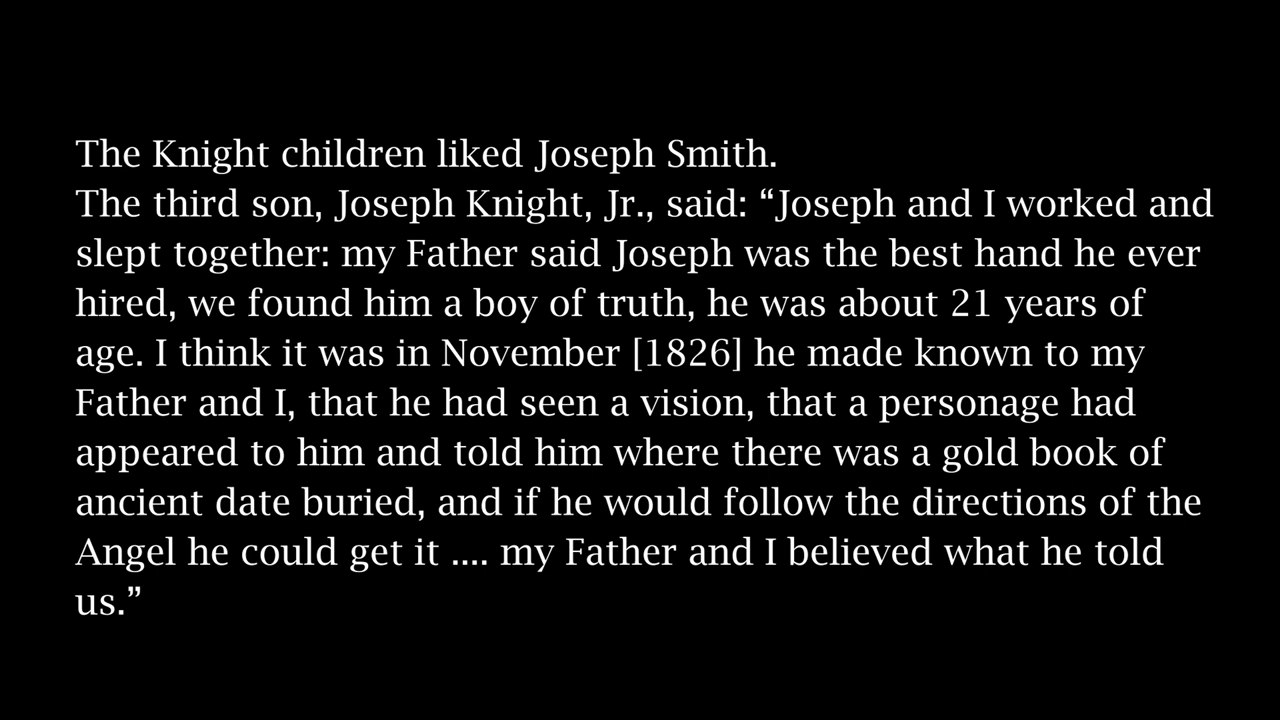 The Knight children liked Joseph Smith.
The third son, Joseph Knight, Jr., said: “Joseph and I worked and
slept together: my Father said Joseph was the best hand he ever
hired, we found him a boy of truth, he was about 21 years of
age. I think it was in November [1826] he made known to my
Father and I, that he had seen a vision, that a personage had
appeared to him and told him where there was a gold book of
ancient date buried, and if he would follow the directions of the
Angel he could get it .... my Father and I believed what he told
us.”